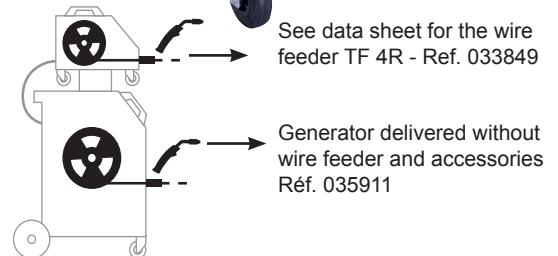 See data sheet for the wire
feeder TF 4R - Ref. 033849
Generator delivered without
wire feeder and accessories
Réf. 035911